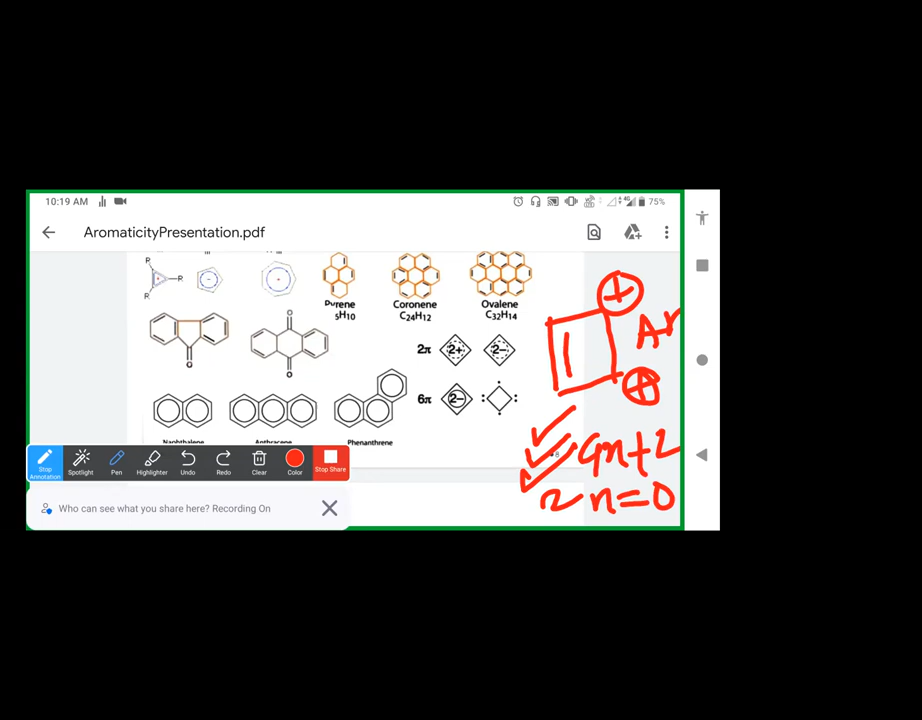 10:19 AM 75%
AromaticityPresentation.pdf
R
R
R
Pyrene Coronene Ovalene
5H10 C24H12 C32H14
O
O
O
2π 2+ 2-
6π 2-
Naphthalene Anthracene Phenanthrene
Ar
4n+2
2 n=0
Stop Annotation Spotlight Pen Highlighter Undo Redo Clear Color Stop Share
Who can see what you share here? Recording On